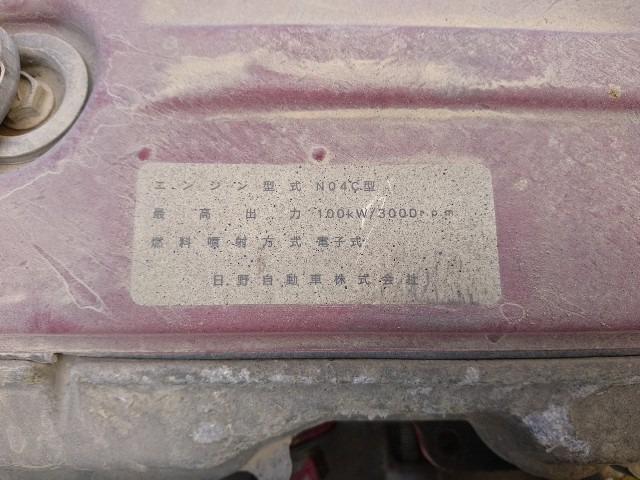 エンジン型式 N04C型
最高出力 100kW/3000rpm
燃料噴射方式 電子式
日野自動車株式会社